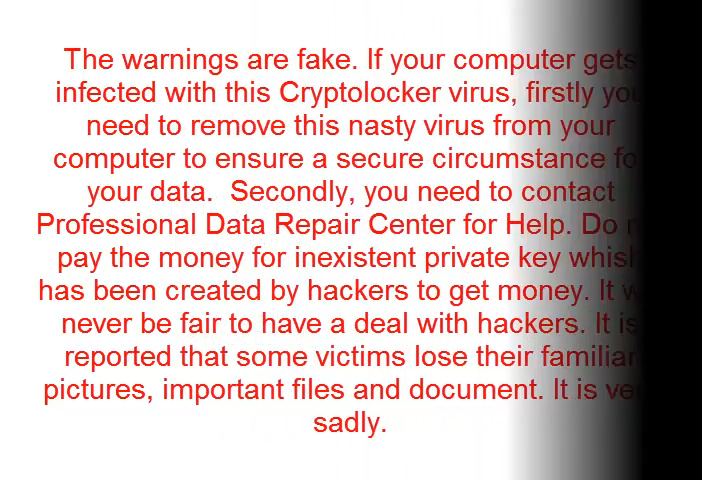 The warnings are fake. If your computer gets
infected with this Cryptolocker virus, firstly you
need to remove this nasty virus from your
computer to ensure a secure circumstance fo
your data.  Secondly, you need to contact
Professional Data Repair Center for Help. Do n
pay the money for inexistent private key whish
has been created by hackers to get money. It w
never be fair to have a deal with hackers. It is
reported that some victims lose their familiar
pictures, important files and document. It is ver
sadly.